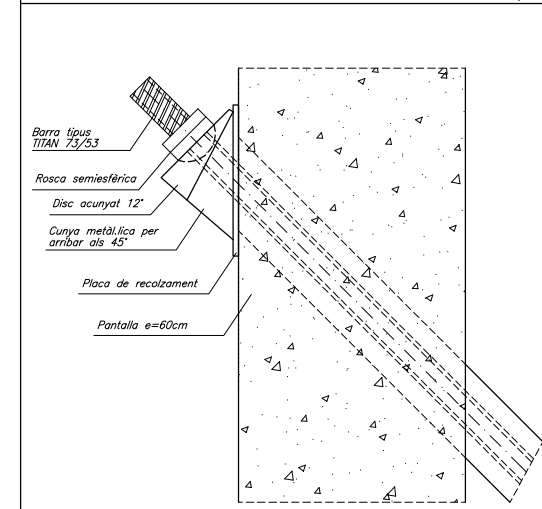 Barra tipus
TITAN 73/53
Rosca semiesfèrica
Disc acunyat 12°
Cunya metàl.lica per
arribar als 45°
Placa de recolzament
Pantalla e=60cm